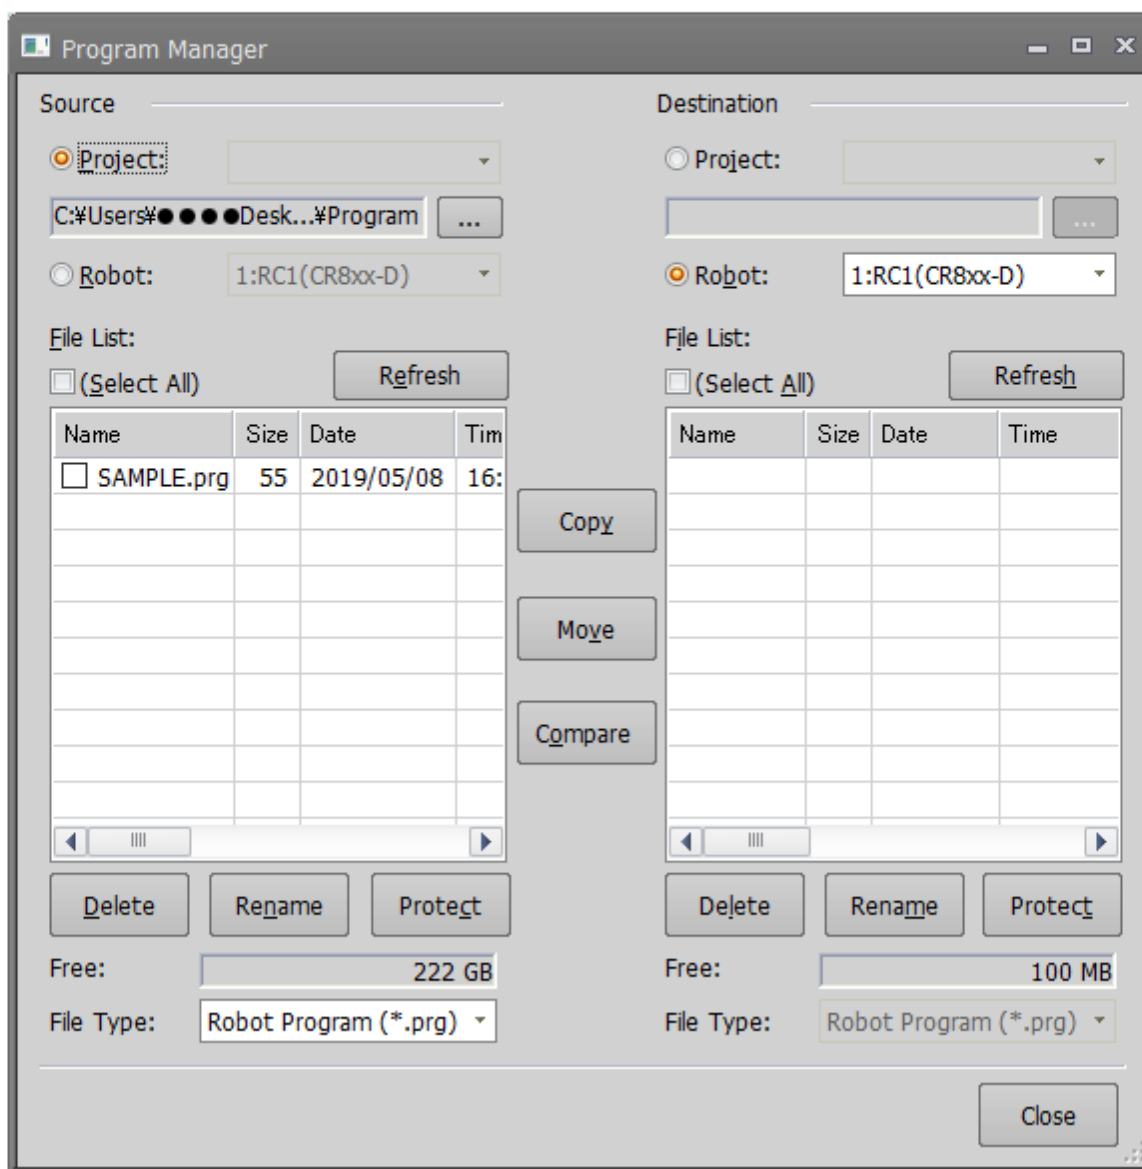 Program Manager
Source
Destination
Project:
Project:
C:¥Users¥●●●●Desk...¥Program
...
...
Robot:
1:RC1(CR8xx-D)
Robot:
1:RC1(CR8xx-D)
File List:
File List:
(Select All)
Refresh
(Select All)
Refresh
Name Size Date Tim
Name Size Date Time
SAMPLE.prg 55 2019/05/08 16:
Copy
Move
Compare
Delete Rename Protect
Delete Rename Protect
Free: 222 GB
Free: 100 MB
File Type: Robot Program (*.prg)
File Type: Robot Program (*.prg)
Close